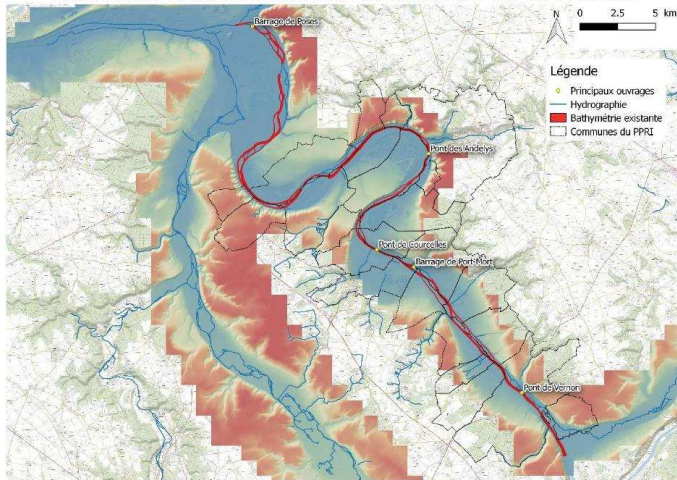 Barrage de Poses
0 2.5 5 km
N
Légende
Principaux ouvrages
Hydrographie
Bathymétrie existante
Communes du PPRI
Pont des Andelys
Pont de Courcelles
Barrage de Port-Mort
Pont de Vernon